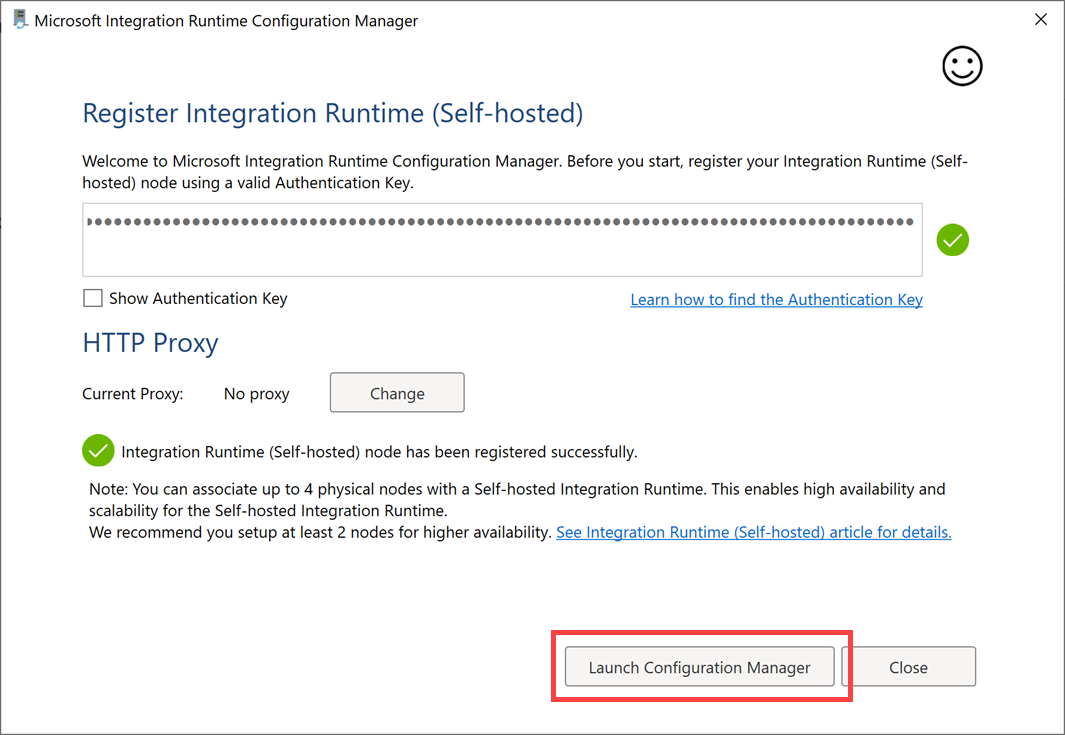 Microsoft Integration Runtime Configuration Manager
Register Integration Runtime (Self-hosted)
Welcome to Microsoft Integration Runtime Configuration Manager. Before you start, register your Integration Runtime (Self-
hosted) node using a valid Authentication Key.
Show Authentication Key
Learn how to find the Authentication Key
HTTP Proxy
Current Proxy: No proxy Change
Integration Runtime (Self-hosted) node has been registered successfully.
Note: You can associate up to 4 physical nodes with a Self-hosted Integration Runtime. This enables high availability and
scalability for the Self-hosted Integration Runtime.
We recommend you setup at least 2 nodes for higher availability. See Integration Runtime (Self-hosted) article for details.
Launch Configuration Manager Close